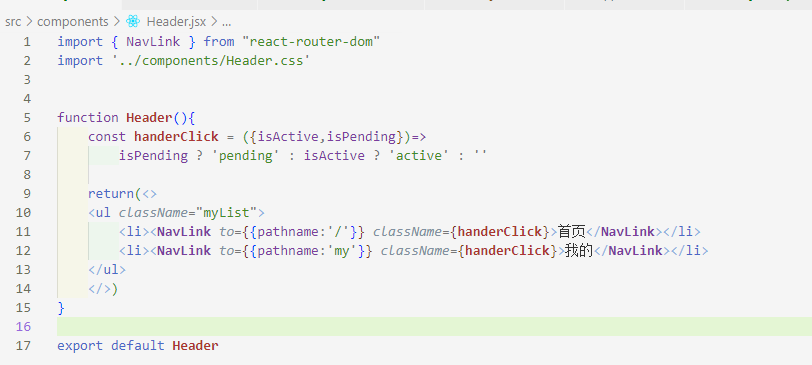 src > components > Header.jsx > ...
1 import { NavLink } from "react-router-dom"
2 import '../components/Header.css'
3
4
5 function Header(){
6     const handerClick = ({isActive,isPending})=>
7         isPending ? 'pending' : isActive ? 'active' : ''
8
9     return(<>
10     <ul className="myList">
11         <li><NavLink to={{pathname:'/'}} className={handerClick}>首页</NavLink></li>
12         <li><NavLink to={{pathname:'my'}} className={handerClick}>我的</NavLink></li>
13     </ul>
14     </>)
15 }
16
17 export default Header